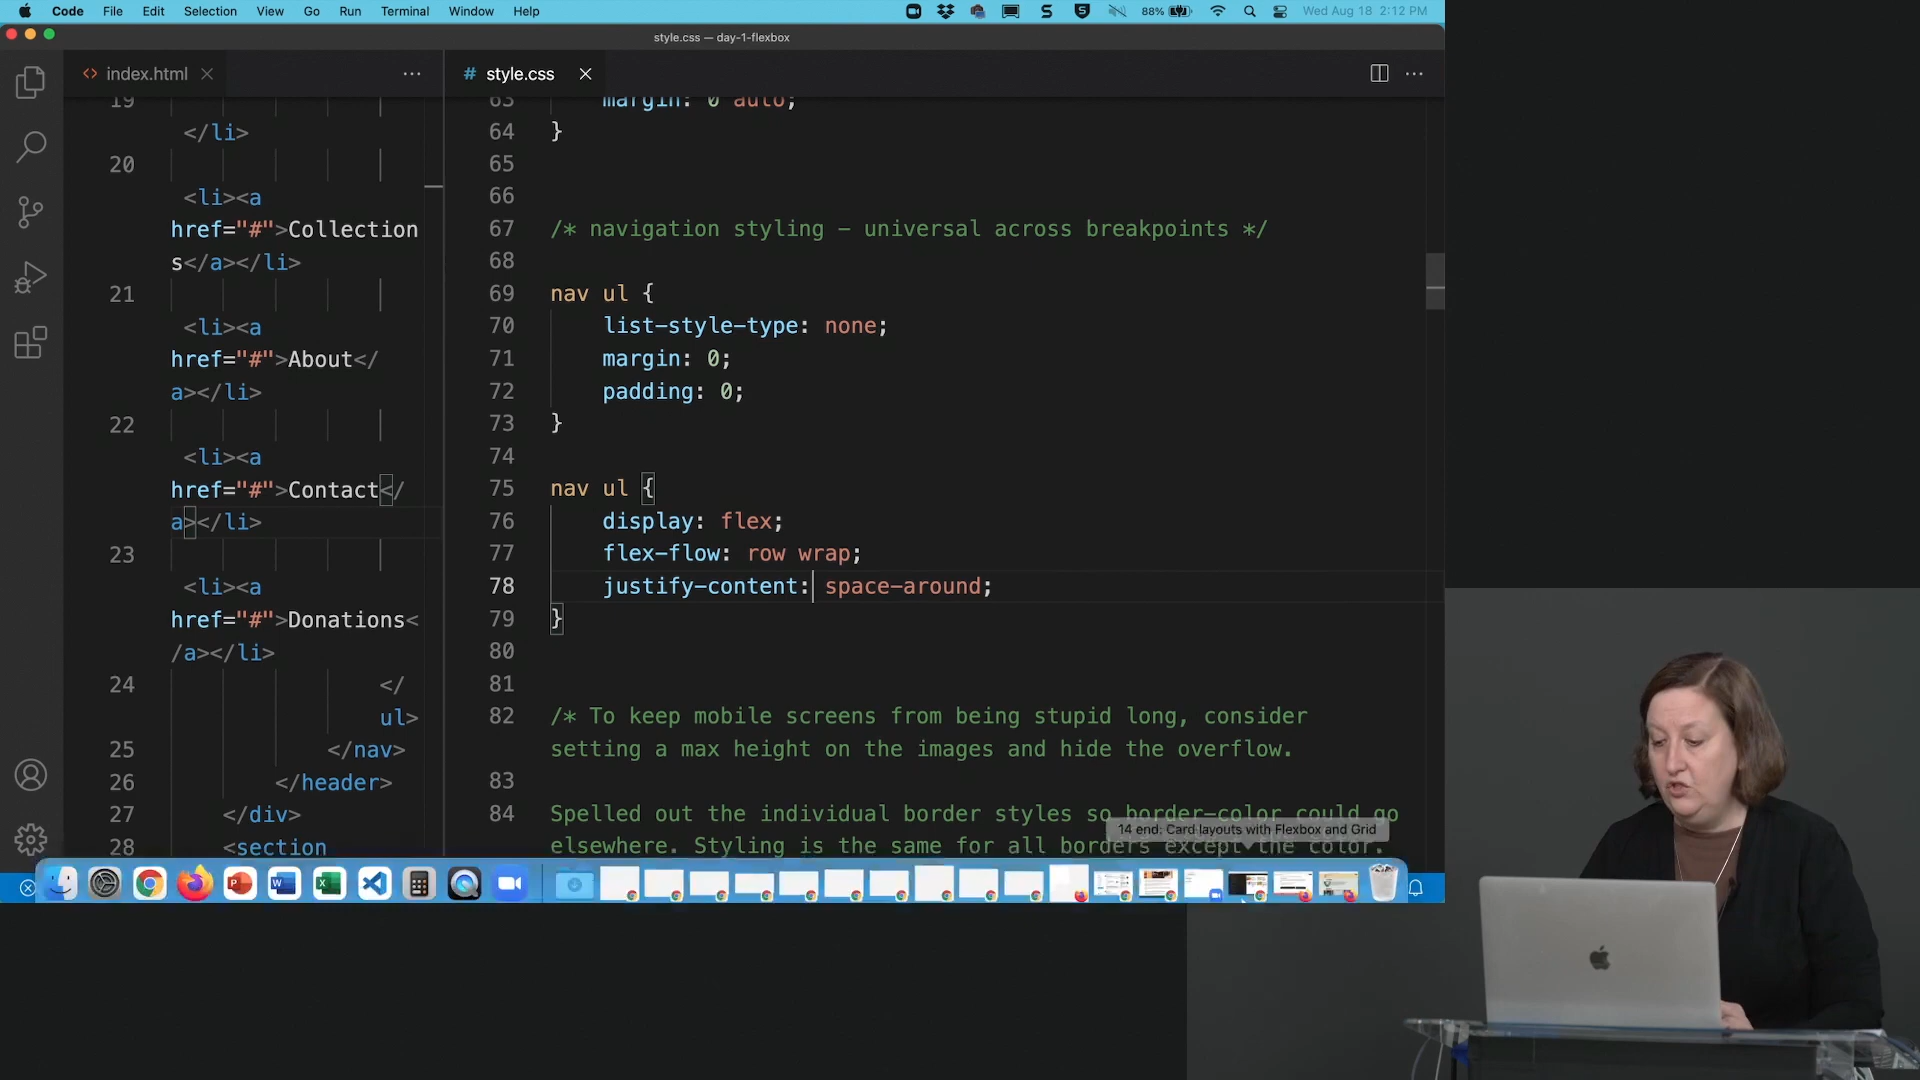 Code File Edit Selection View Go Run Terminal Window Help
88% Wed Aug 18 2:12 PM
style.css — day-1-flexbox
index.html
19
</li>
20
<li><a
href="#">Collection
s</a></li>
21
<li><a
href="#">About</
a></li>
22
<li><a
href="#">Contact</
a></li>
23
<li><a
href="#">Donations<
/a></li>
24
</
ul>
25 </nav>
26 </header>
27 </div>
28 <section
# style.css
63 margin: 0 auto;
64 }
65
66
67 /* navigation styling - universal across breakpoints */
68
69 nav ul {
70 list-style-type: none;
71 margin: 0;
72 padding: 0;
73 }
74
75 nav ul {
76 display: flex;
77 flex-flow: row wrap;
78 justify-content: space-around;
79 }
80
81
82 /* To keep mobile screens from being stupid long, consider
setting a max height on the images and hide the overflow.
83
84 Spelled out the individual border styles so border-color could go
elsewhere. Styling is the same for all borders except the color.
14 end: Card layouts with Flexbox and Grid